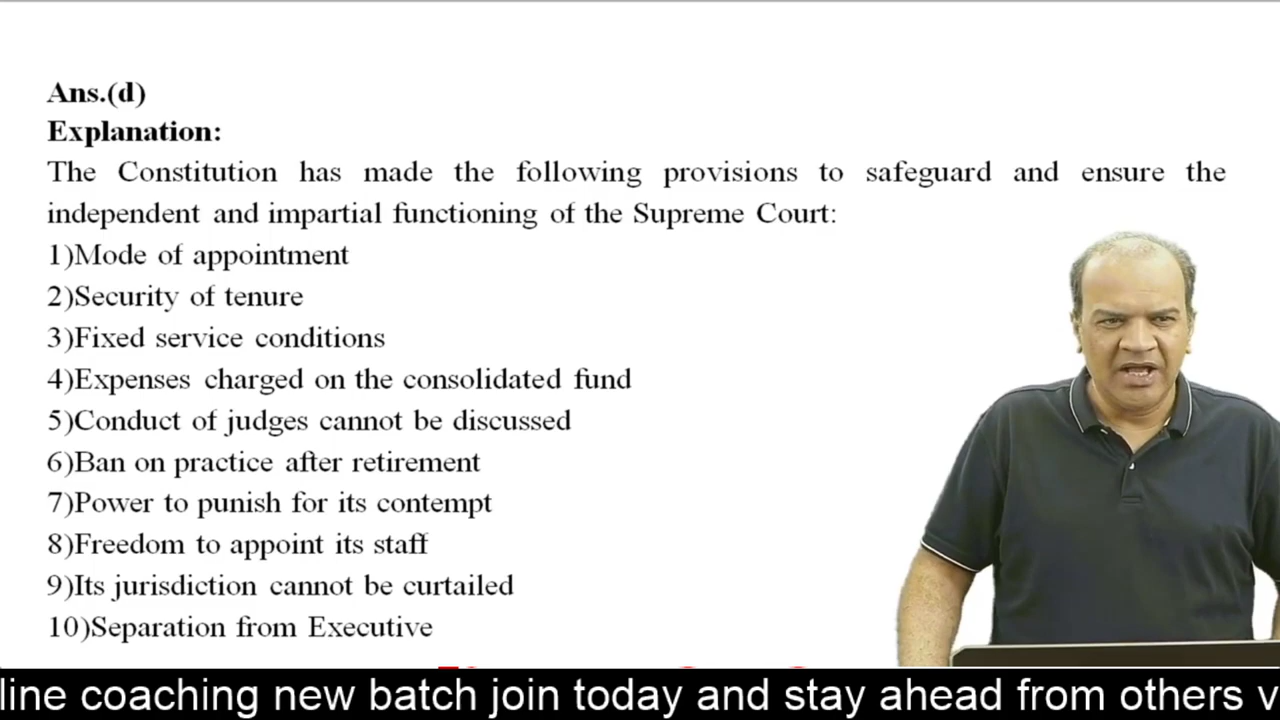 Ans.(d)
Explanation:
The Constitution has made the following provisions to safeguard and ensure the
independent and impartial functioning of the Supreme Court:
1)Mode of appointment
2)Security of tenure
3)Fixed service conditions
4)Expenses charged on the consolidated fund
5)Conduct of judges cannot be discussed
6)Ban on practice after retirement
7)Power to punish for its contempt
8)Freedom to appoint its staff
9)Its jurisdiction cannot be curtailed
10)Separation from Executive
line coaching new batch join today and stay ahead from others v